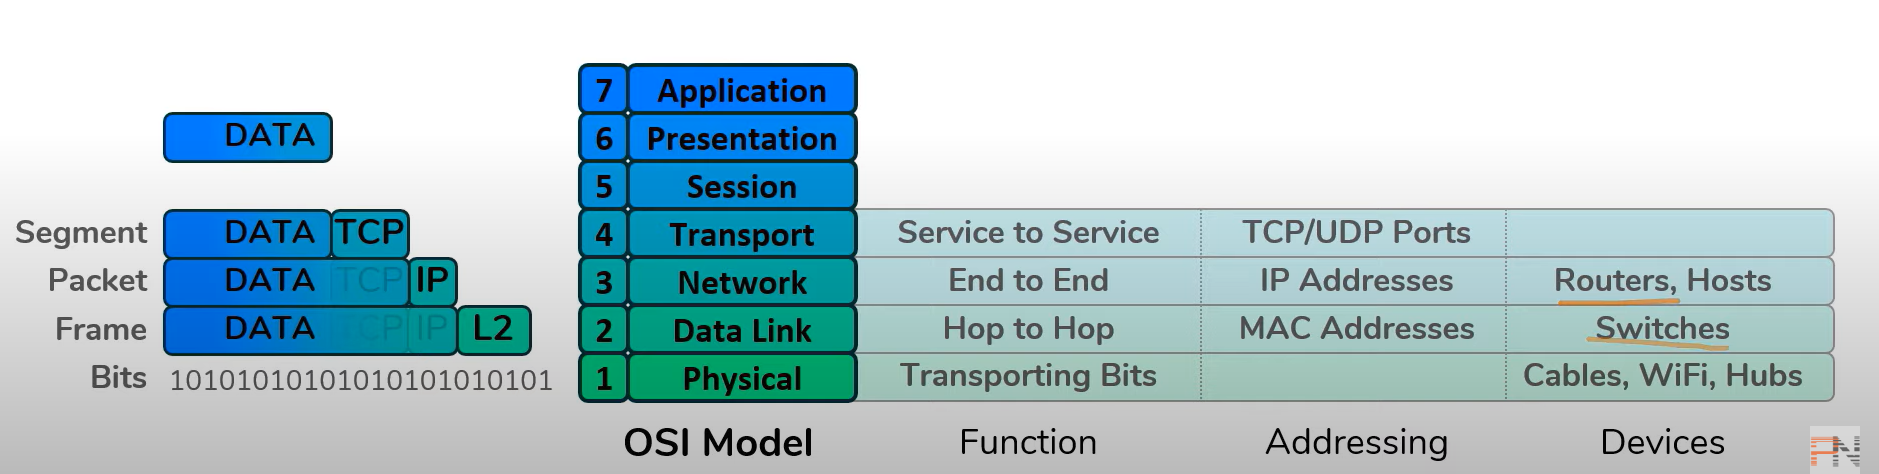 7 Application
DATA
6 Presentation
5 Session
Segment DATA TCP 4 Transport Service to Service TCP/UDP Ports
Packet DATA TCP IP 3 Network End to End IP Addresses Routers, Hosts
Frame DATA TCP IP L2 2 Data Link Hop to Hop MAC Addresses Switches
Bits 10101010101010101010101 1 Physical Transporting Bits Cables, WiFi, Hubs
OSI Model Function Addressing Devices
PN